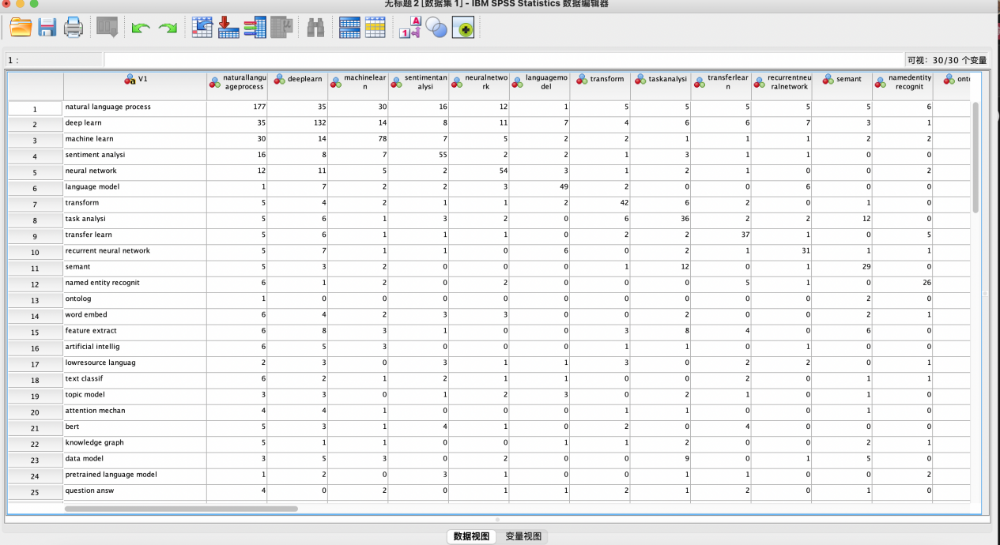 无标题 2 [数据集 1] - IBM SPSS Statistics 数据编辑器
1 :
可视: 30/30 个变量
V1 naturallanguageprocess deeplearn machinelearn sentimentanalysi neuralnetwork languagemodel transform taskanalysi transferlearn recurrentneuralnetwork semant namedentityrecognit
1 natural language process 177 35 30 16 12 1 5 5 5 5 5 6
2 deep learn 35 132 14 8 11 7 4 6 6 7 3 1
3 machine learn 30 14 78 7 5 2 2 1 1 1 2 2
4 sentiment analysi 16 8 7 55 2 2 1 3 1 1 0 0
5 neural network 12 11 5 2 54 3 1 2 1 0 0 2
6 language model 1 7 2 2 3 49 2 0 0 6 0 0
7 transform 5 4 2 1 1 2 42 6 2 0 1 0
8 task analysi 5 6 1 3 2 0 6 36 2 2 12 0
9 transfer learn 5 6 1 1 1 0 2 2 37 1 0 5
10 recurrent neural network 5 7 1 1 0 6 0 2 1 31 1 1
11 semant 5 3 2 0 0 0 1 12 0 1 29 0
12 named entity recognit 6 1 2 0 2 0 0 0 5 1 0 26
13 ontolog 1 0 0 0 0 0 0 0 0 0 2 0
14 word embed 6 4 2 3 3 0 0 2 0 0 2 1
15 feature extract 6 8 3 1 0 0 3 8 4 0 6 0
16 artificial intellig 6 5 3 0 0 0 1 1 0 1 0 0
17 lowresource languag 2 3 0 3 1 1 3 0 2 2 0 1
18 text classif 6 2 1 2 1 1 0 0 2 0 1 1
19 topic model 3 3 0 1 2 3 0 2 1 0 1 0
20 attention mechan 4 4 1 0 0 0 1 1 0 0 1 0
21 bert 5 3 1 4 1 0 2 0 4 0 0 0
22 knowledge graph 5 1 1 0 0 1 1 2 0 0 2 1
23 data model 3 5 3 0 2 0 0 9 0 1 5 0
24 pretrained language model 1 2 0 3 1 0 0 1 1 0 0 2
25 question answ 4 0 2 0 1 1 2 1 2 0 1 0
数据视图 变量视图